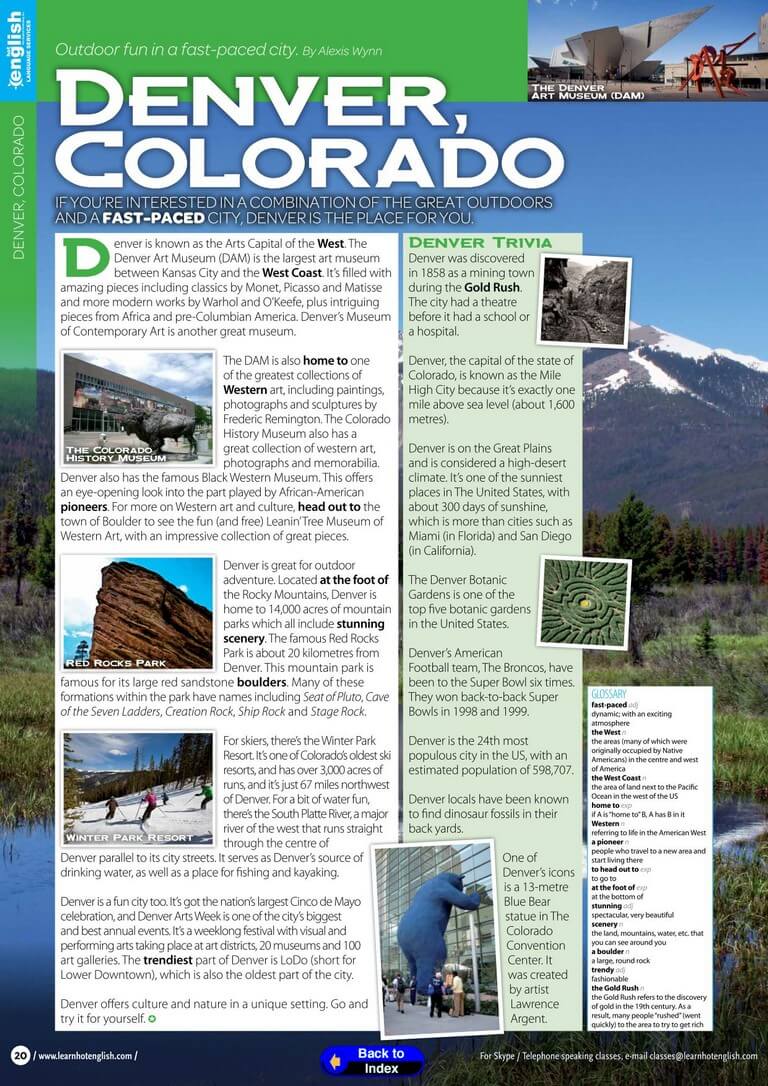 hot
english
LANGUAGE SERVICES
DENVER, COLORADO
Outdoor fun in a fast-paced city. By Alexis Wynn
THE DENVER
ART MUSEUM (DAM)
DENVER,
COLORADO
IF YOU'RE INTERESTED IN A COMBINATION OF THE GREAT OUTDOORS
AND A FAST-PACED CITY, DENVER IS THE PLACE FOR YOU.
Denver is known as the Arts Capital of the West. The
Denver Art Museum (DAM) is the largest art museum
between Kansas City and the West Coast. It's filled with
amazing pieces including classics by Monet, Picasso and Matisse
and more modern works by Warhol and O'Keefe, plus intriguing
pieces from Africa and pre-Columbian America. Denver's Museum
of Contemporary Art is another great museum.
THE COLORADO
HISTORY MUSEUM
The DAM is also home to one
of the greatest collections of
Western art, including paintings,
photographs and sculptures by
Frederic Remington. The Colorado
History Museum also has a
great collection of western art,
photographs and memorabilia.
Denver also has the famous Black Western Museum. This offers
an eye-opening look into the part played by African-American
pioneers. For more on Western art and culture, head out to the
town of Boulder to see the fun (and free) Leanin' Tree Museum of
Western Art, with an impressive collection of great pieces.
RED ROCKS PARK
Denver is great for outdoor
adventure. Located at the foot of
the Rocky Mountains, Denver is
home to 14,000 acres of mountain
parks which all include stunning
scenery. The famous Red Rocks
Park is about 20 kilometres from
Denver. This mountain park is
famous for its large red sandstone boulders. Many of these
formations within the park have names including Seat of Pluto, Cave
of the Seven Ladders, Creation Rock, Ship Rock and Stage Rock.
WINTER PARK RESORT
For skiers, there's the Winter Park
Resort. It's one of Colorado's oldest ski
resorts, and has over 3,000 acres of
runs, and it's just 67 miles northwest
of Denver. For a bit of water fun,
there's the South Platte River, a major
river of the west that runs straight
through the centre of
Denver parallel to its city streets. It serves as Denver's source of
drinking water, as well as a place for fishing and kayaking.
Denver is a fun city too. It's got the nation's largest Cinco de Mayo
celebration, and Denver Arts Week is one of the city's biggest
and best annual events. It's a weeklong festival with visual and
performing arts taking place at art districts, 20 museums and 100
art galleries. The trendiest part of Denver is LoDo (short for
Lower Downtown), which is also the oldest part of the city.
Denver offers culture and nature in a unique setting. Go and
try it for yourself.
DENVER TRIVIA
Denver was discovered
in 1858 as a mining town
during the Gold Rush.
The city had a theatre
before it had a school or
a hospital.
Denver, the capital of the state of
Colorado, is known as the Mile
High City because it's exactly one
mile above sea level (about 1,600
metres).
Denver is on the Great Plains
and is considered a high-desert
climate. It's one of the sunniest
places in The United States, with
about 300 days of sunshine,
which is more than cities such as
Miami (in Florida) and San Diego
(in California).
The Denver Botanic
Gardens is one of the
top five botanic gardens
in the United States.
Denver's American
Football team, The Broncos, have
been to the Super Bowl six times.
They won back-to-back Super
Bowls in 1998 and 1999.
Denver is the 24th most
populous city in the US, with an
estimated population of 598,707.
Denver locals have been known
to find dinosaur fossils in their
back yards.
One of
Denver's icons
is a 13-metre
Blue Bear
statue in The
Colorado
Convention
Center. It was
created by
artist
Lawrence
Argent.
GLOSSARY
fast-paced adj
dynamic; with an exciting
atmosphere
the West n
the areas (many of which were
originally occupied by Native
Americans) in the centre and west
of America
the West Coast n
the area of land next to the Pacific
Ocean in the west of the US
home to exp
if A is "home to" B, A has B in it
Western n
referring to life in the American West
a pioneer n
people who travel to a new area and
start living there
to head out to exp
to go to
at the foot of exp
at the bottom of
stunning adj
spectacular, very beautiful
scenery n
the land, mountains, water, etc. that
you can see around you
a boulder n
a large, round rock
trendy adj
fashionable
the Gold Rush n
the Gold Rush refers to the discovery
of gold in the 19th century. As a
result, many people "rushed" (went
quickly) to the area to try to get rich
20 / www.learnhotenglish.com /
Back to
Index
For Skype / Telephone speaking classes, e-mail classes@learnhotenglish.com